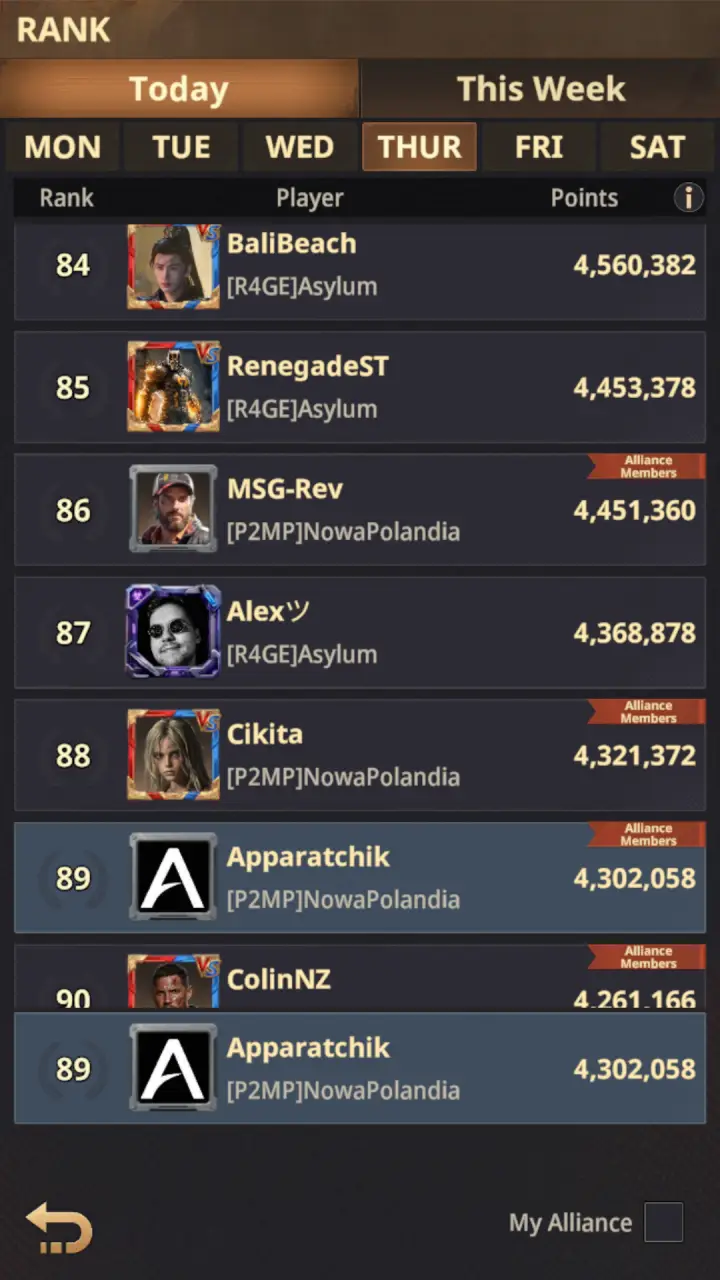 RANK
Today
This Week
MON TUE WED THUR FRI SAT
Rank Player Points i
84 BaliBeach 4,560,382
[R4GE]Asylum
85 RenegadeST 4,453,378
[R4GE]Asylum
Alliance
Members
86 MSG-Rev 4,451,360
[P2MP]NowaPolandia
87 Alexツ 4,368,878
[R4GE]Asylum
Alliance
Members
88 Cikita 4,321,372
[P2MP]NowaPolandia
Alliance
Members
89 Apparatchik 4,302,058
[P2MP]NowaPolandia
Alliance
Members
90 ColinNZ 4,261,166
89 Apparatchik 4,302,058
[P2MP]NowaPolandia
My Alliance